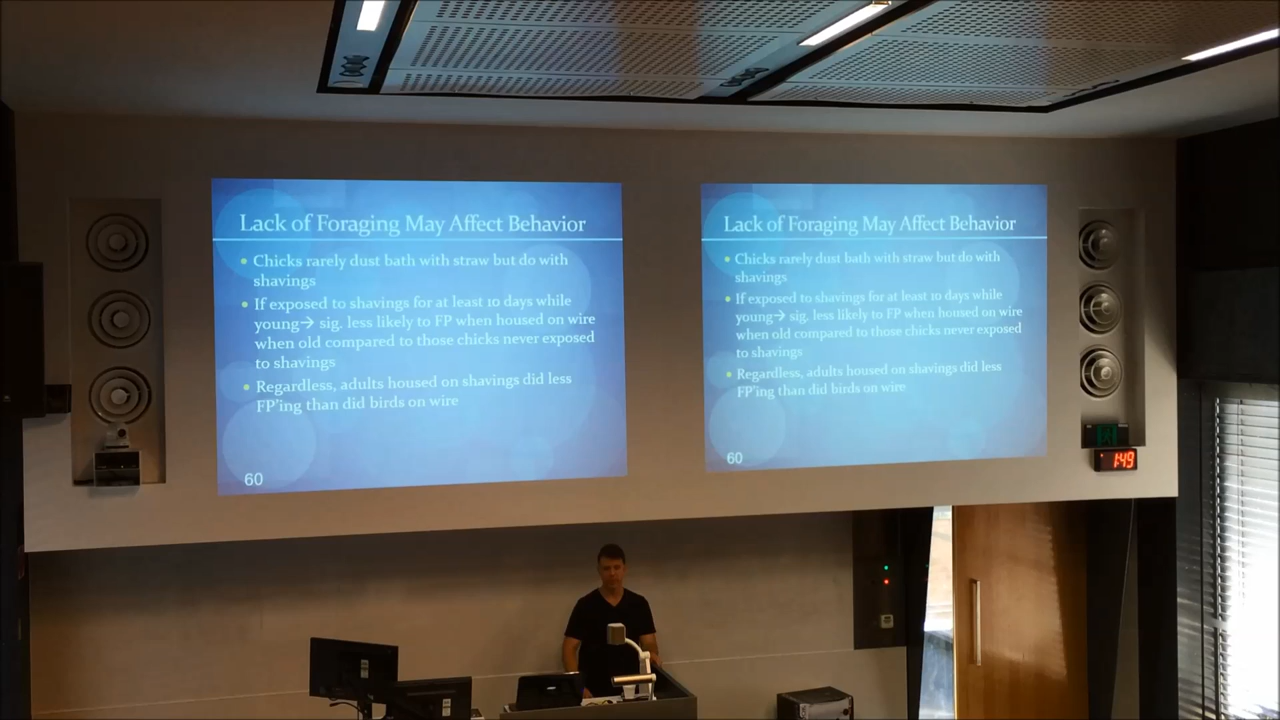 Lack of Foraging May Affect Behavior
Chicks rarely dust bath with straw but do with
shavings
If exposed to shavings for at least 10 days while
young→ sig. less likely to FP when housed on wire
when old compared to those chicks never exposed
to shavings
Regardless, adults housed on shavings did less
FP'ing than did birds on wire
60
Lack of Foraging May Affect Behavior
Chicks rarely dust bath with straw but do with
shavings
If exposed to shavings for at least 10 days while
young→ sig. less likely to FP when housed on wire
when old compared to those chicks never exposed
to shavings
Regardless, adults housed on shavings did less
FP'ing than did birds on wire
60
1:49